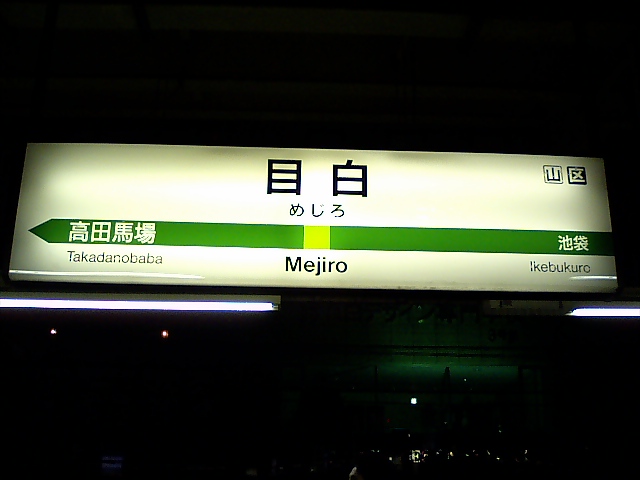 目白
山 区
めじろ
高田馬場
池袋
Takadanobaba
Mejiro
Ikebukuro